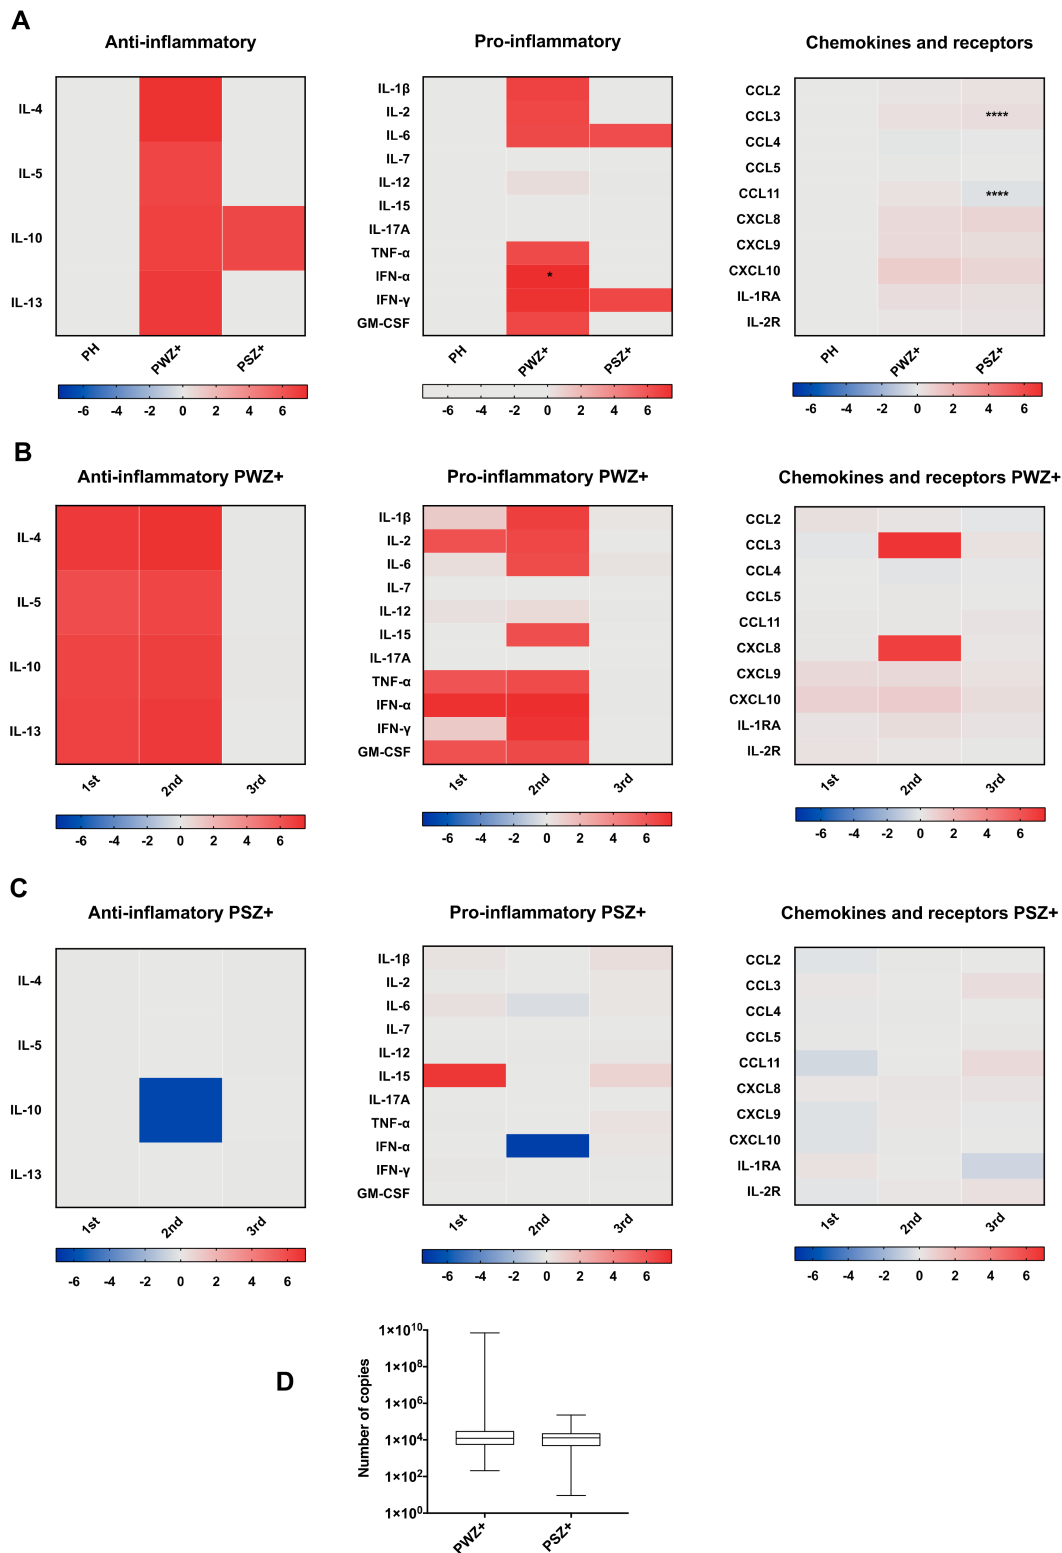 A
Anti-inflammatory
Pro-inflammatory
Chemokines and receptors
IL-4
IL-5
IL-10
IL-13
PH
PWZ+
PSZ+
-6 -4 -2 0 2 4 6
IL-1β
IL-2
IL-6
IL-7
IL-12
IL-15
IL-17A
TNF-α
IFN-α
*
IFN-γ
GM-CSF
PH
PWZ+
PSZ+
-6 -4 -2 0 2 4 6
CCL2
CCL3
****
CCL4
CCL5
CCL11
****
CXCL8
CXCL9
CXCL10
IL-1RA
IL-2R
PH
PWZ+
PSZ+
-6 -4 -2 0 2 4 6
B
Anti-inflammatory PWZ+
Pro-inflammatory PWZ+
Chemokines and receptors PWZ+
IL-4
IL-5
IL-10
IL-13
1st
2nd
3rd
-6 -4 -2 0 2 4 6
IL-1β
IL-2
IL-6
IL-7
IL-12
IL-15
IL-17A
TNF-α
IFN-α
IFN-γ
GM-CSF
1st
2nd
3rd
-6 -4 -2 0 2 4 6
CCL2
CCL3
CCL4
CCL5
CCL11
CXCL8
CXCL9
CXCL10
IL-1RA
IL-2R
1st
2nd
3rd
-6 -4 -2 0 2 4 6
C
Anti-inflamatory PSZ+
Pro-inflammatory PSZ+
Chemokines and receptors PSZ+
IL-4
IL-5
IL-10
IL-13
1st
2nd
3rd
-6 -4 -2 0 2 4 6
IL-1β
IL-2
IL-6
IL-7
IL-12
IL-15
IL-17A
TNF-α
IFN-α
IFN-γ
GM-CSF
1st
2nd
3rd
-6 -4 -2 0 2 4 6
CCL2
CCL3
CCL4
CCL5
CCL11
CXCL8
CXCL9
CXCL10
IL-1RA
IL-2R
1st
2nd
3rd
-6 -4 -2 0 2 4 6
D
Number of copies
1×10¹⁰
1×10⁸
1×10⁶
1×10⁴
1×10²
1×10⁰
PWZ+
PSZ+